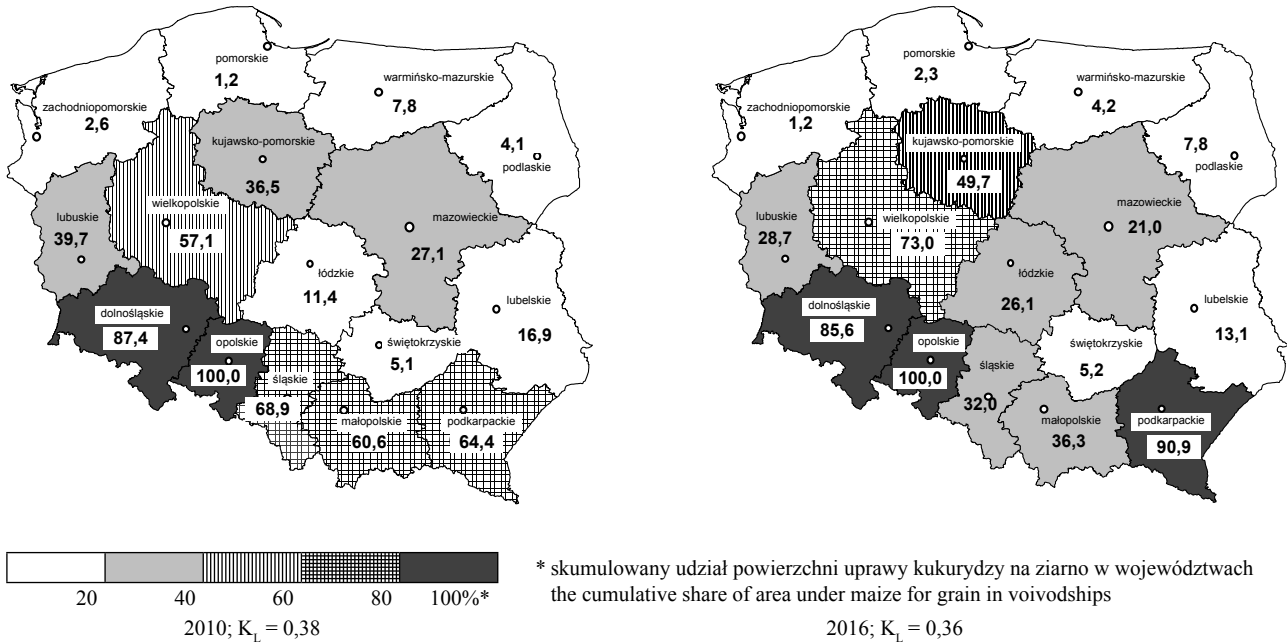 pomorskie
1,2
warmińsko-mazurskie
7,8
zachodniopomorskie
2,6
kujawsko-pomorskie
36,5
4,1
podlaskie
wielkopolskie
57,1
lubuskie
39,7
mazowieckie
27,1
łódzkie
11,4
lubelskie
16,9
dolnośląskie
87,4
opolskie
100,0
świętokrzyskie
5,1
śląskie
68,9
małopolskie
60,6
podkarpackie
64,4
pomorskie
2,3
warmińsko-mazurskie
4,2
zachodniopomorskie
1,2
kujawsko-pomorskie
49,7
7,8
podlaskie
wielkopolskie
73,0
lubuskie
28,7
mazowieckie
21,0
łódzkie
26,1
lubelskie
13,1
dolnośląskie
85,6
opolskie
100,0
świętokrzyskie
5,2
śląskie
32,0
małopolskie
36,3
podkarpackie
90,9
20 40 60 80 100%*
* skumulowany udział powierzchni uprawy kukurydzy na ziarno w województwach
the cumulative share of area under maize for grain in voivodships
2010; K_L = 0,38
2016; K_L = 0,36